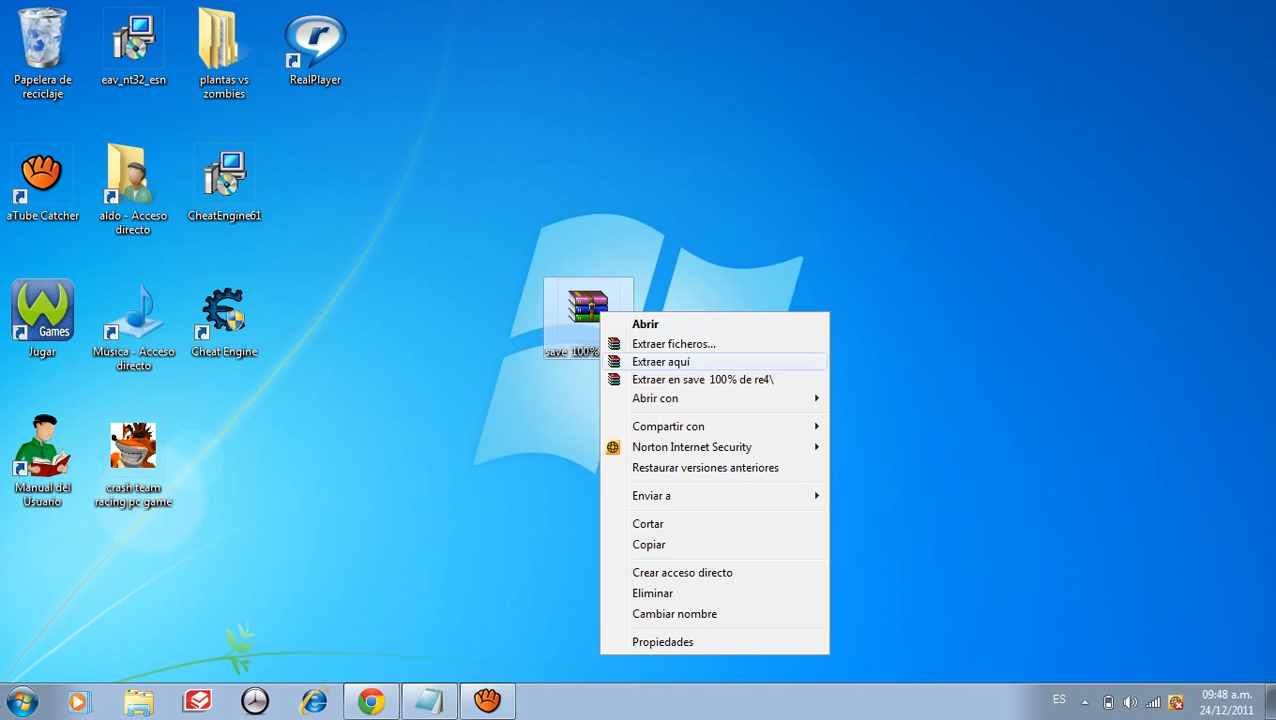 Papelera de
reciclaje
eav_nt32_esn
plantas vs
zombies
RealPlayer
aTube Catcher
aldo - Acceso
directo
CheatEngine61
Games
Jugar
Música - Acceso
directo
Cheat Engine
Manual del
Usuario
crash team
racing pc game
save 100%
Abrir
Extraer ficheros...
Extraer aquí
Extraer en save 100% de re4\
Abrir con
Compartir con
Norton Internet Security
Restaurar versiones anteriores
Enviar a
Cortar
Copiar
Crear acceso directo
Eliminar
Cambiar nombre
Propiedades
ES
09:48 a.m.
24/12/2011